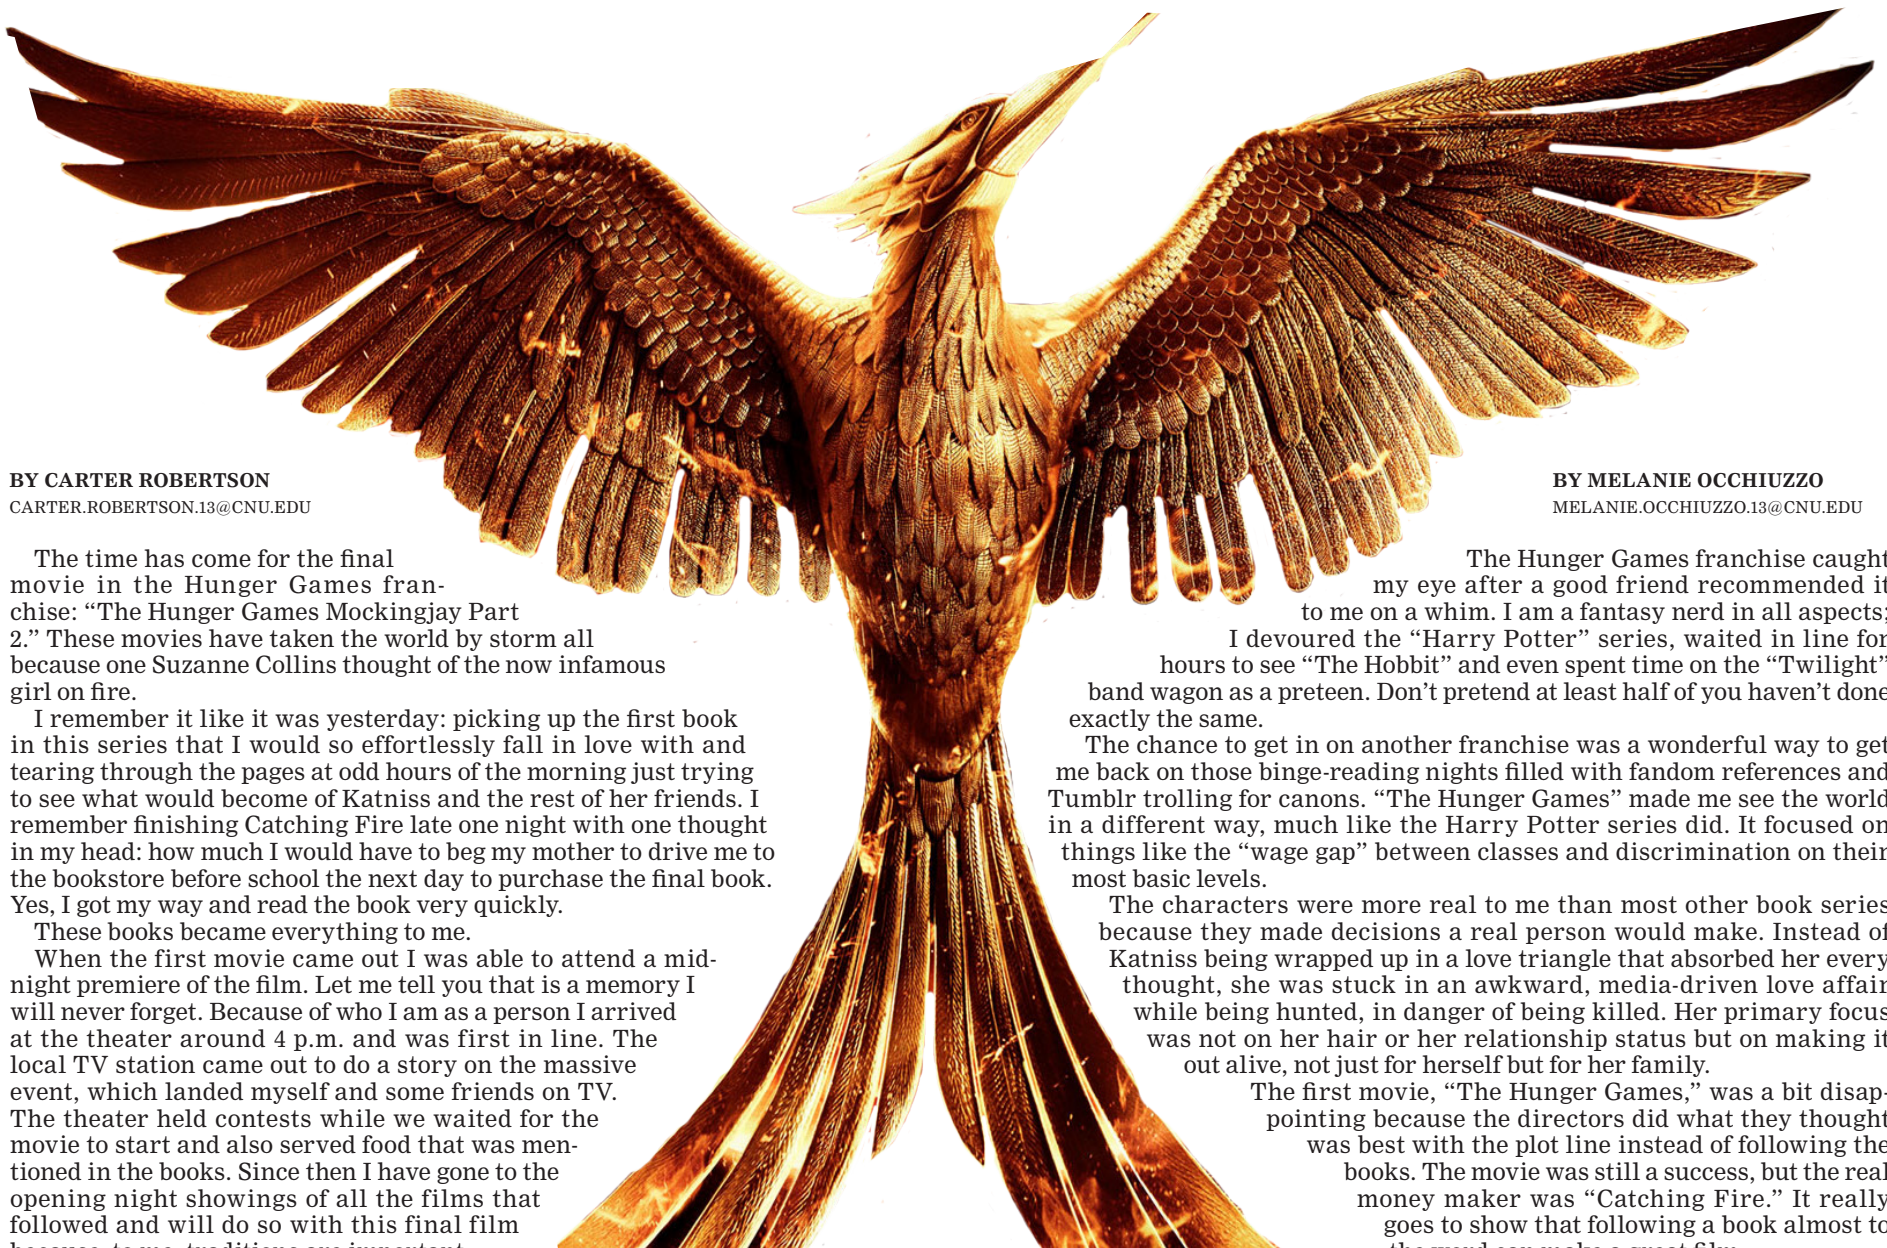 BY CARTER ROBERTSON
CARTER.ROBERTSON.13@CNU.EDU
The time has come for the final
movie in the Hunger Games fran-
chise: “The Hunger Games Mockingjay Part
2.” These movies have taken the world by storm all
because one Suzanne Collins thought of the now infamous
girl on fire.
I remember it like it was yesterday: picking up the first book
in this series that I would so effortlessly fall in love with and
tearing through the pages at odd hours of the morning just trying
to see what would become of Katniss and the rest of her friends. I
remember finishing Catching Fire late one night with one thought
in my head: how much I would have to beg my mother to drive me to
the bookstore before school the next day to purchase the final book.
Yes, I got my way and read the book very quickly.
These books became everything to me.
When the first movie came out I was able to attend a mid-
night premiere of the film. Let me tell you that is a memory I
will never forget. Because of who I am as a person I arrived
at the theater around 4 p.m. and was first in line. The
local TV station came out to do a story on the massive
event, which landed myself and some friends on TV.
The theater held contests while we waited for the
movie to start and also served food that was men-
tioned in the books. Since then I have gone to the
opening night showings of all the films that
followed and will do so with this final film
because, to me, traditions are important.
BY MELANIE OCCHIUZZO
MELANIE.OCCHIUZZO.13@CNU.EDU
The Hunger Games franchise caught
my eye after a good friend recommended it
to me on a whim. I am a fantasy nerd in all aspects;
I devoured the “Harry Potter” series, waited in line for
hours to see “The Hobbit” and even spent time on the “Twilight”
band wagon as a preteen. Don’t pretend at least half of you haven’t done
exactly the same.
The chance to get in on another franchise was a wonderful way to get
me back on those binge-reading nights filled with fandom references and
Tumblr trolling for canons. “The Hunger Games” made me see the world
in a different way, much like the Harry Potter series did. It focused on
things like the “wage gap” between classes and discrimination on their
most basic levels.
The characters were more real to me than most other book series
because they made decisions a real person would make. Instead of
Katniss being wrapped up in a love triangle that absorbed her every
thought, she was stuck in an awkward, media-driven love affair
while being hunted, in danger of being killed. Her primary focus
was not on her hair or her relationship status but on making it
out alive, not just for herself but for her family.
The first movie, “The Hunger Games,” was a bit disap-
pointing because the directors did what they thought
was best with the plot line instead of following the
books. The movie was still a success, but the real
money maker was “Catching Fire.” It really
goes to show that following a book almost to
the word can make a great film.